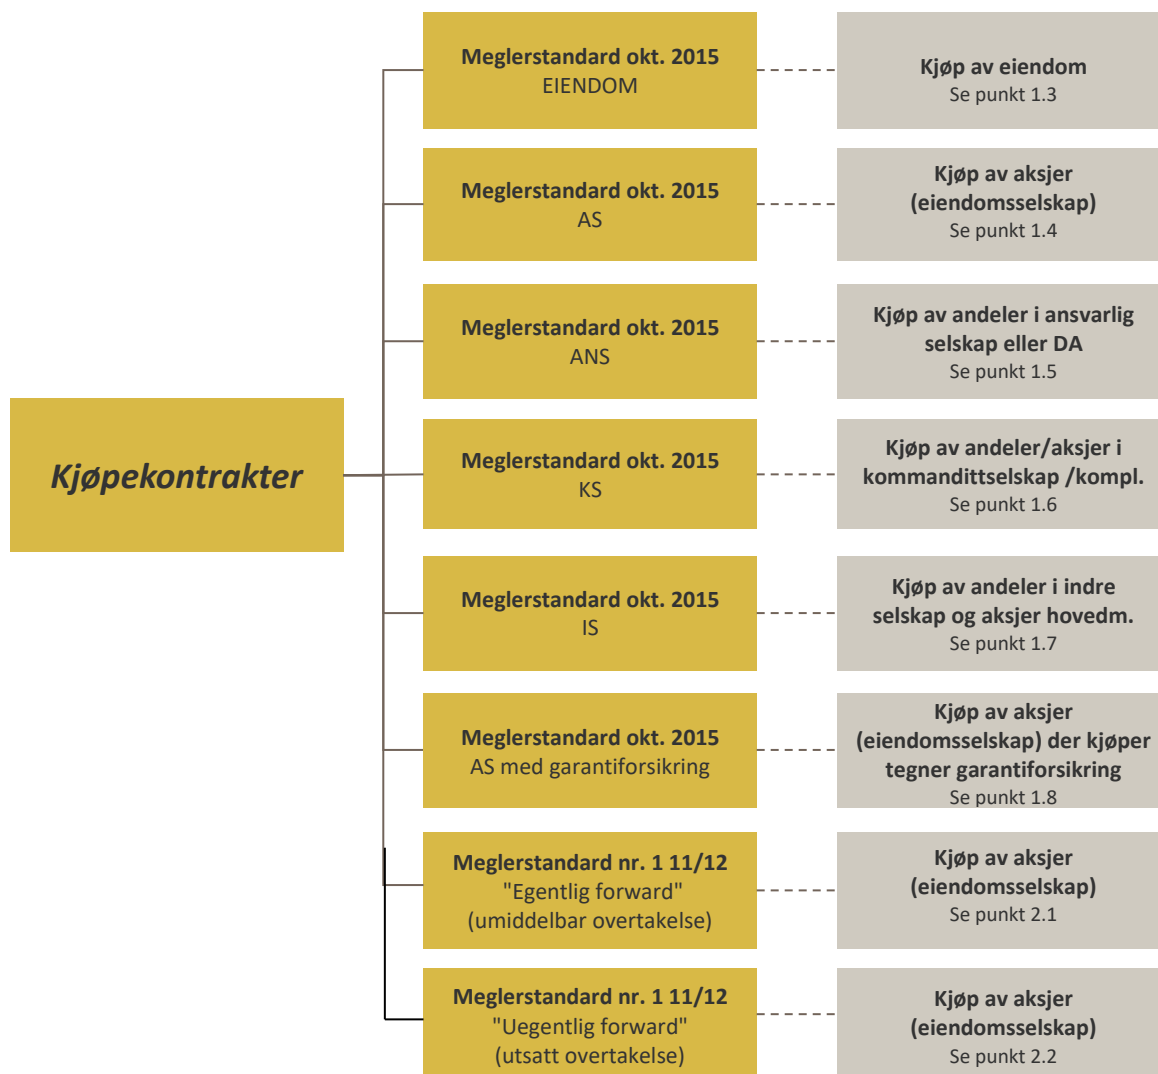 Kjøpekontrakter
Meglerstandard okt. 2015
EIENDOM
Kjøp av eiendom
Se punkt 1.3
Meglerstandard okt. 2015
AS
Kjøp av aksjer
(eiendomsselskap)
Se punkt 1.4
Meglerstandard okt. 2015
ANS
Kjøp av andeler i ansvarlig
selskap eller DA
Se punkt 1.5
Meglerstandard okt. 2015
KS
Kjøp av andeler/aksjer i
kommandittselskap /kompl.
Se punkt 1.6
Meglerstandard okt. 2015
IS
Kjøp av andeler i indre
selskap og aksjer hovedm.
Se punkt 1.7
Meglerstandard okt. 2015
AS med garantiforsikring
Kjøp av aksjer
(eiendomsselskap) der kjøper
tegner garantiforsikring
Se punkt 1.8
Meglerstandard nr. 1 11/12
"Egentlig forward"
(umiddelbar overtakelse)
Kjøp av aksjer
(eiendomsselskap)
Se punkt 2.1
Meglerstandard nr. 1 11/12
"Uegentlig forward"
(utsatt overtakelse)
Kjøp av aksjer
(eiendomsselskap)
Se punkt 2.2